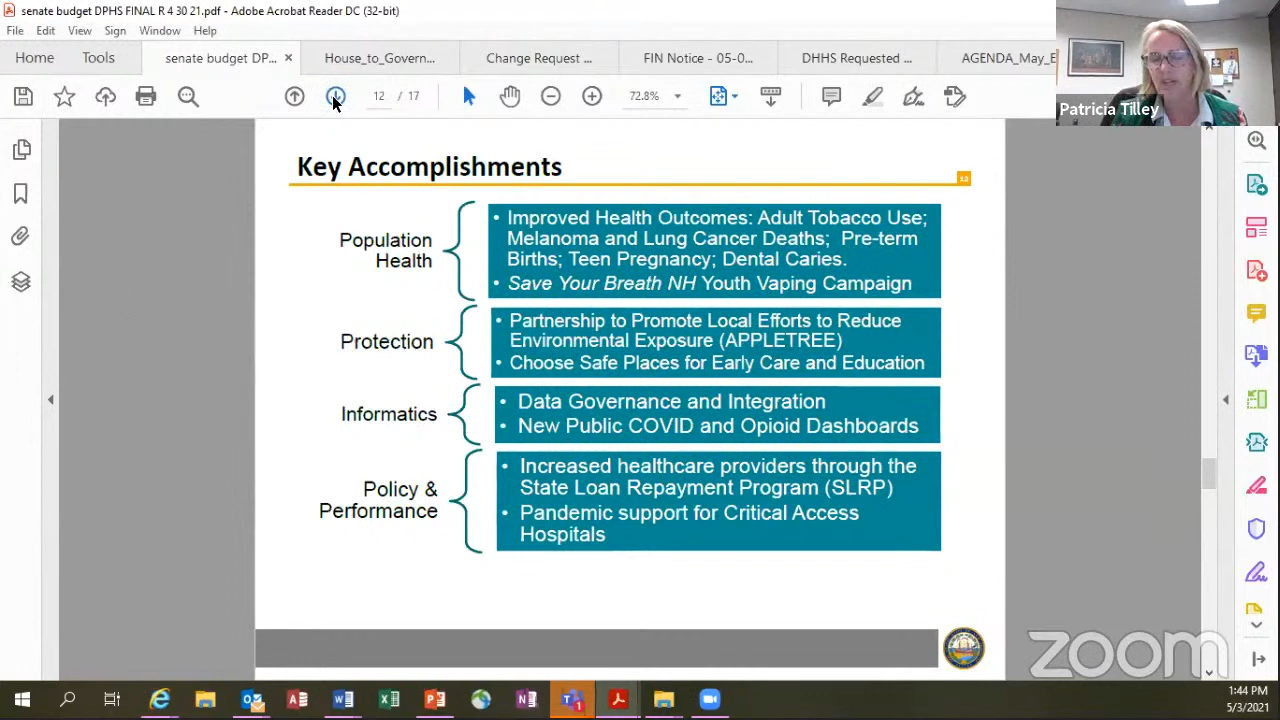 senate budget DPHS FINAL R 4 30 21.pdf - Adobe Acrobat Reader DC (32-bit)
File Edit View Sign Window Help
Home Tools senate budget DP... × House_to_Govern... Change Request ... FIN Notice - 05-0... DHHS Requested ... AGENDA_May_E
12 / 17 72.8%
Patricia Tilley
Key Accomplishments
12
Population
Health
• Improved Health Outcomes: Adult Tobacco Use;
Melanoma and Lung Cancer Deaths; Pre-term
Births; Teen Pregnancy; Dental Caries.
• Save Your Breath NH Youth Vaping Campaign
Protection
• Partnership to Promote Local Efforts to Reduce
Environmental Exposure (APPLETREE)
• Choose Safe Places for Early Care and Education
Informatics
• Data Governance and Integration
• New Public COVID and Opioid Dashboards
Policy &
Performance
• Increased healthcare providers through the
State Loan Repayment Program (SLRP)
• Pandemic support for Critical Access
Hospitals
zoom
1:44 PM
5/3/2021